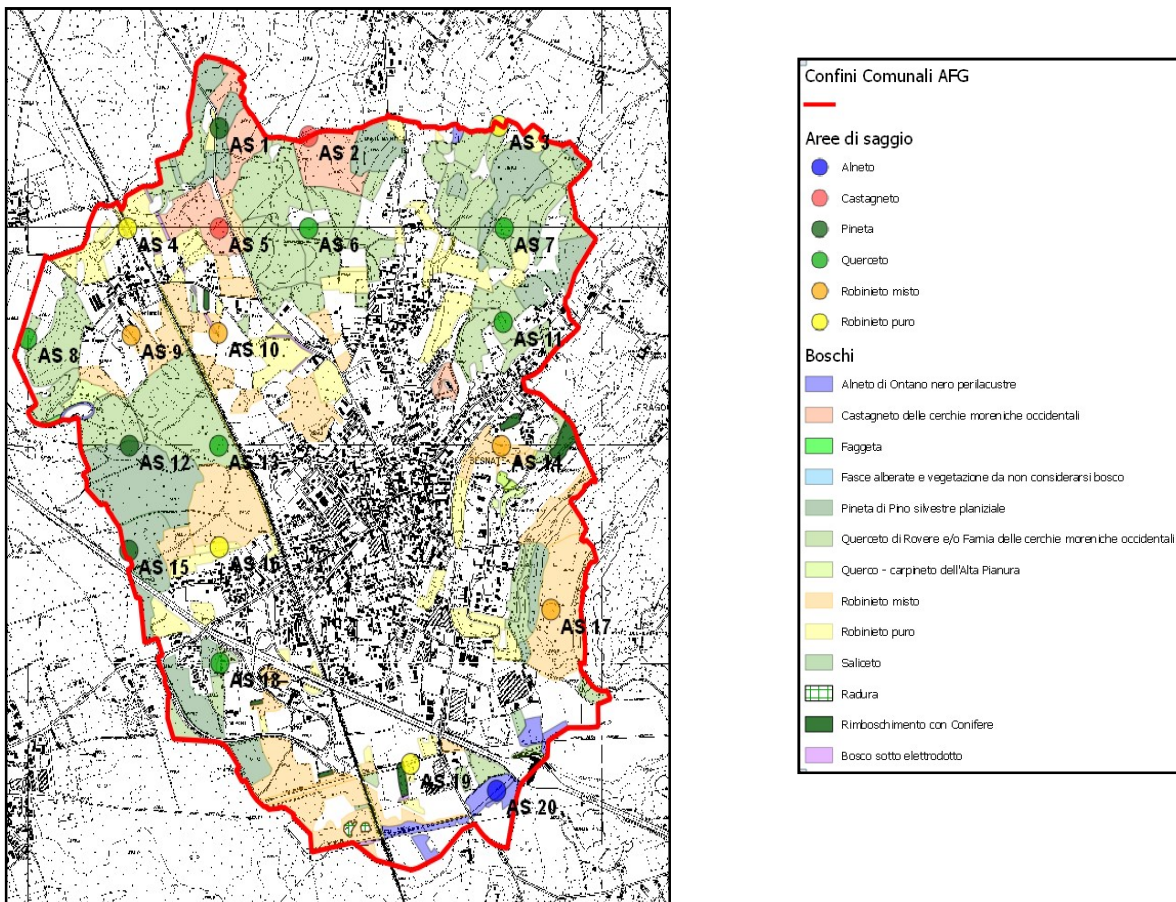 AS 1
AS 2
AS 3
AS 4
AS 5
AS 6
AS 7
AS 8
AS 9
AS 10
AS 11
AS 12
AS 13
AS 14
AS 15
AS 16
AS 17
AS 18
AS 19
AS 20
Confini Comunali AFG
Aree di saggio
Alneto
Castagneto
Pineta
Querceto
Robinieto misto
Robinieto puro
Boschi
Alneto di Ontano nero perilacustre
Castagneto delle cerchie moreniche occidentali
Faggeta
Fasce alberate e vegetazione da non considerarsi bosco
Pineta di Pino silvestre planiziale
Querceto di Rovere e/o Farnia delle cerchie moreniche occidentali
Querco - carpineto dell'Alta Pianura
Robinieto misto
Robinieto puro
Saliceto
Radura
Rimboschimento con Conifere
Bosco sotto elettrodotto